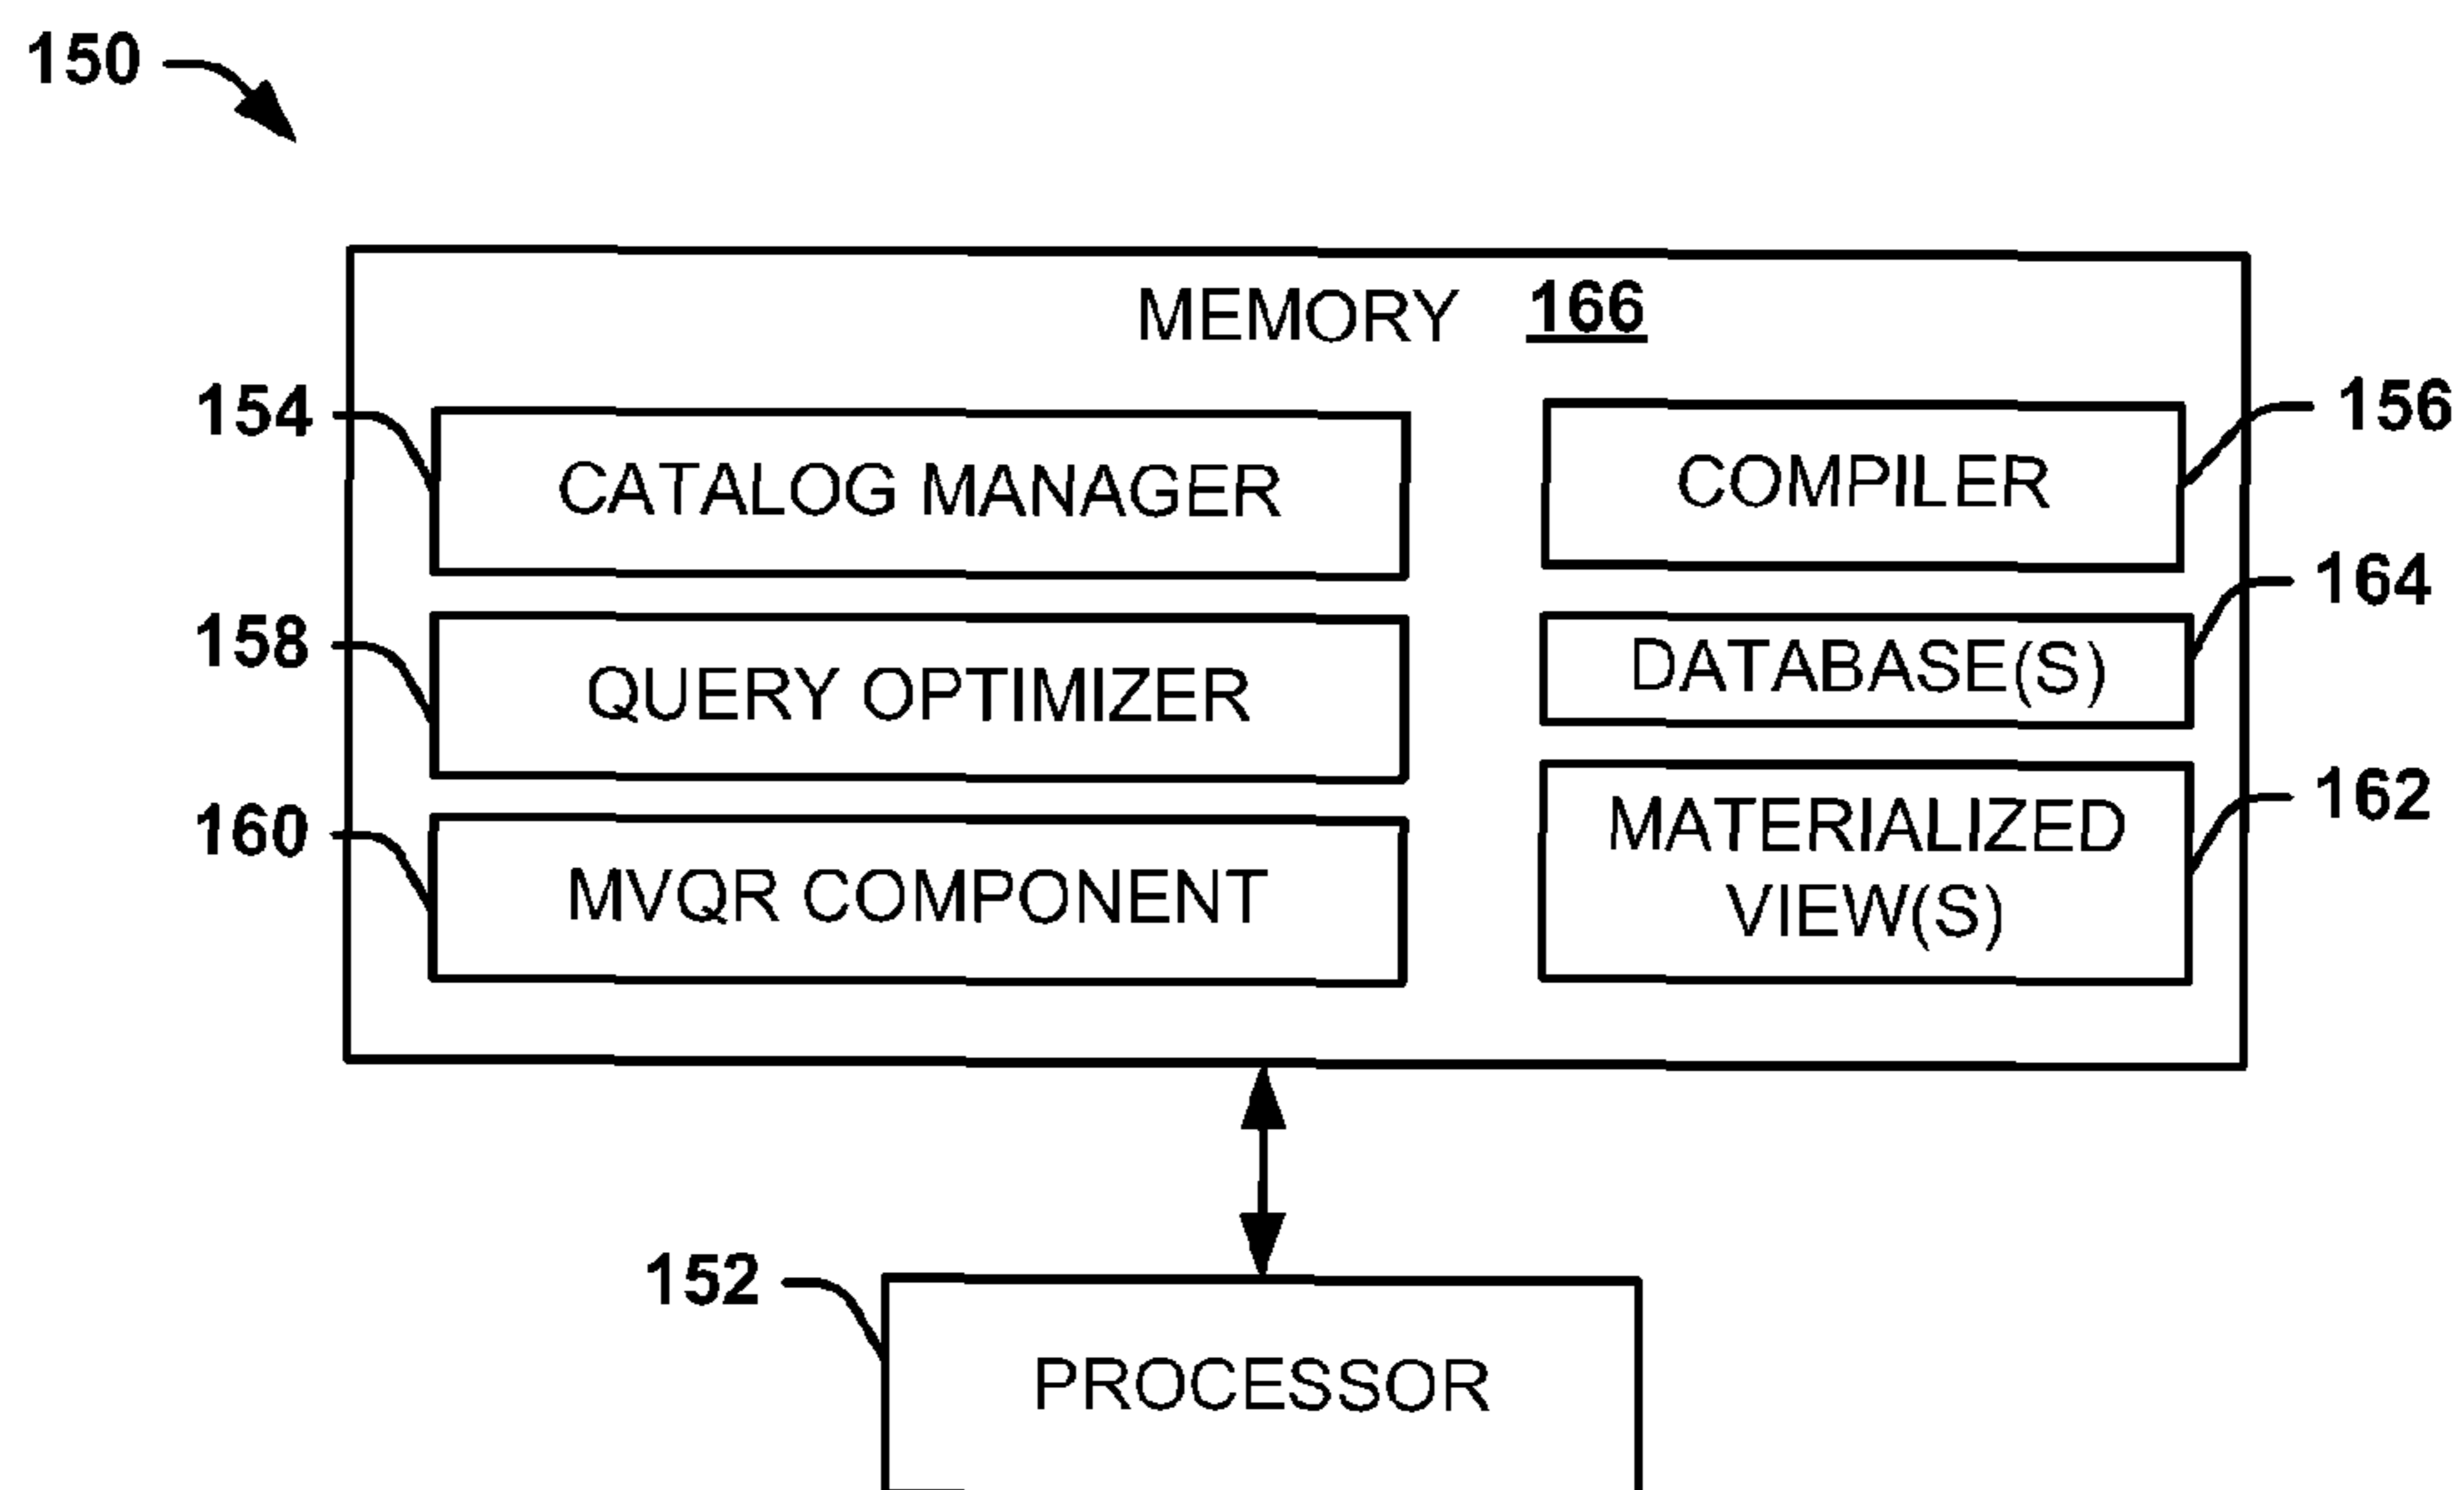 150
MEMORY 166
154
CATALOG MANAGER
COMPILER
156
158
QUERY OPTIMIZER
DATABASE(S)
164
160
MVQR COMPONENT
MATERIALIZED
VIEW(S)
162
152
PROCESSOR